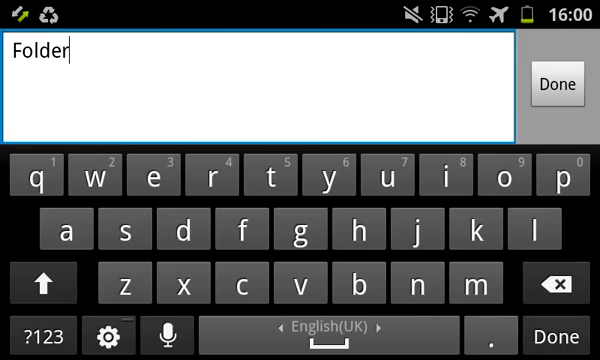 16:00
Folder
Done
q 1 w 2 e 3 r 4 t 5 y 6 u 7 i 8 o 9 p 0
a s d f g h j k l
z x c v b n m
?123 English(UK) . Done